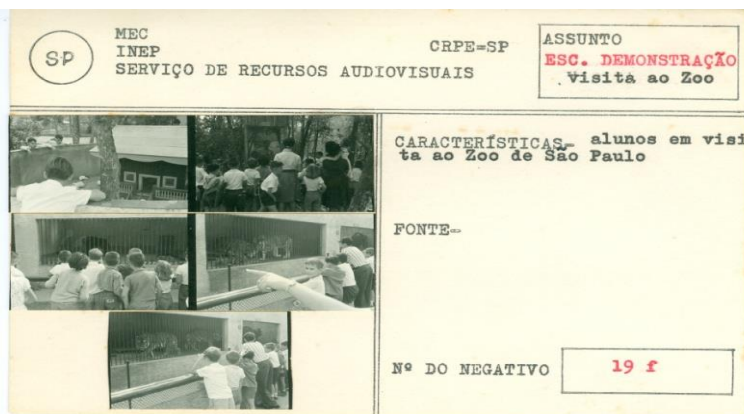 SP
MEC
INEP
CRPE=SP
SERVIÇO DE RECURSOS AUDIOVISUAIS
ASSUNTO
ESC. DEMONSTRAÇÃO
Visita ao Zoo
CARACTERÍSTICAS= alunos em visi
ta ao Zoo de São Paulo
FONTE=
Nº DO NEGATIVO
19 f